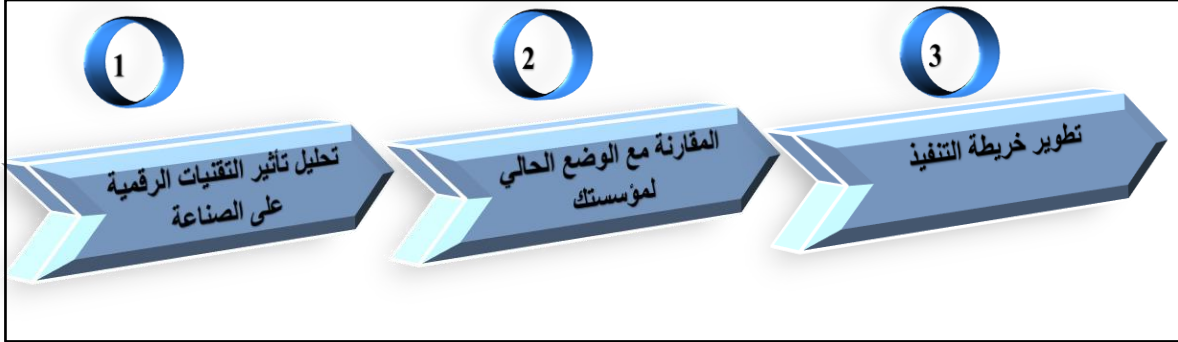 1
تحليل تأثير التقنيات الرقمية
على الصناعة
2
المقارنة مع الوضع الحالي
لمؤسستك
3
تطوير خريطة التنفيذ